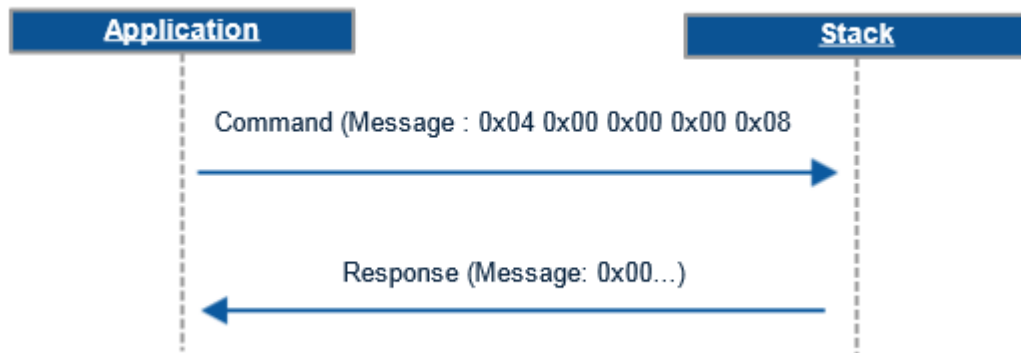 Application
Stack
Command (Message : 0x04 0x00 0x00 0x00 0x08
Response (Message: 0x00...)